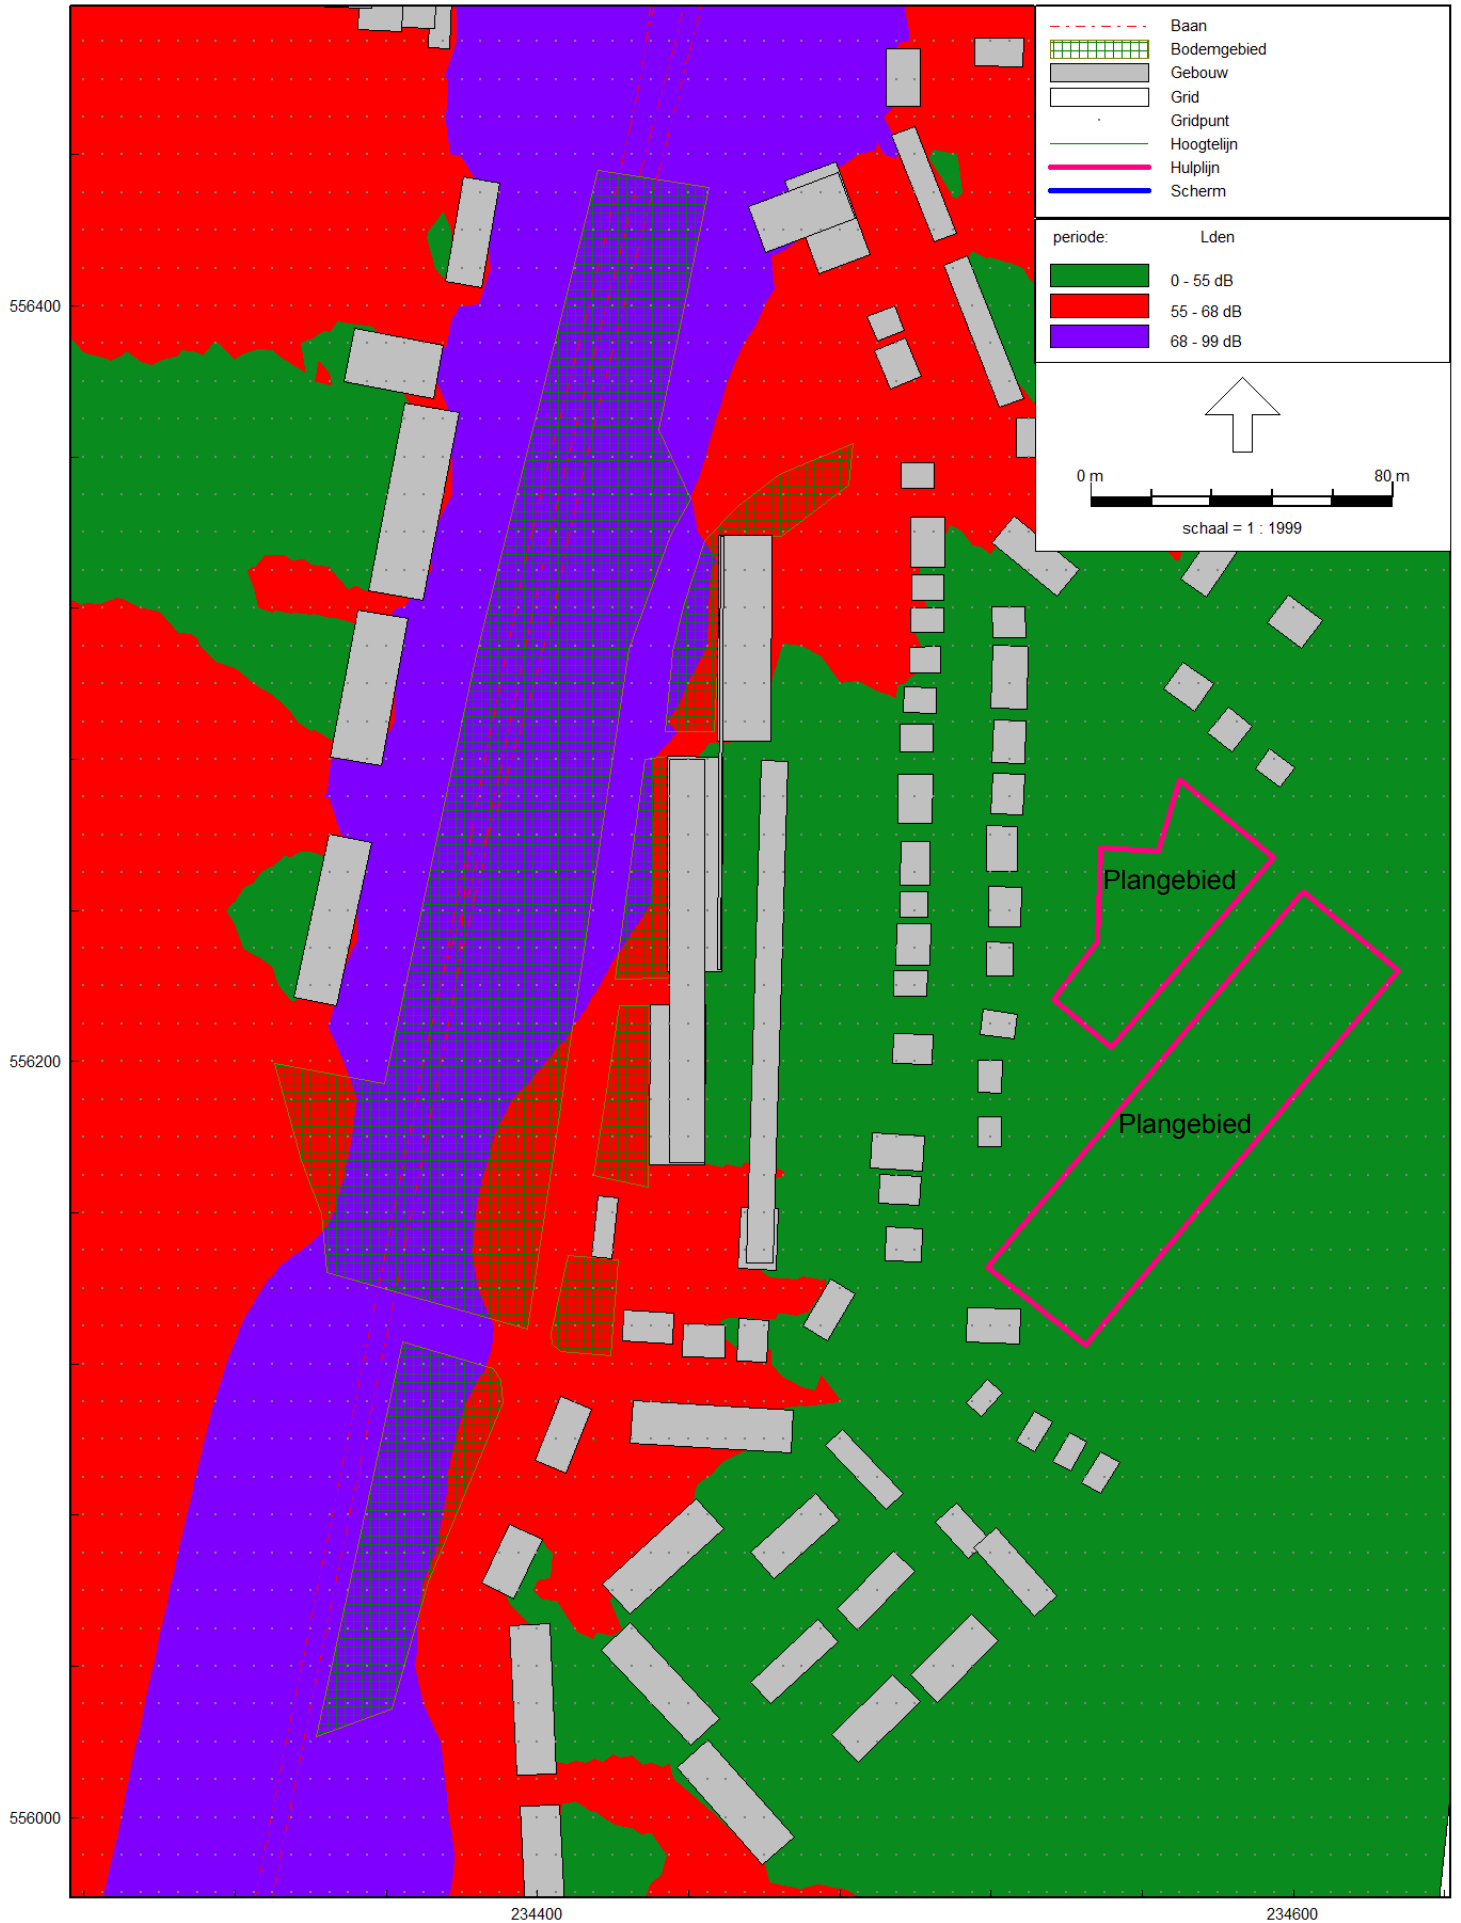 Baan
Bodemgebied
Gebouw
Grid
Gridpunt
Hoogtelijn
Hulplijn
Scherm
periode: Lden
0 - 55 dB
55 - 68 dB
68 - 99 dB
0 m 80 m
schaal = 1 : 1999
556400
Plangebied
556200
Plangebied
556000
234400 234600